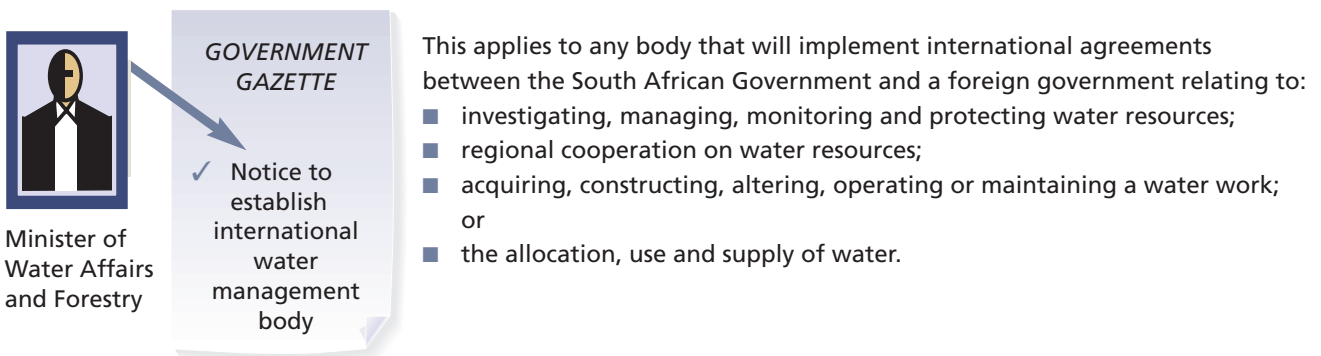 GOVERNMENT
GAZETTE
✓ Notice to
establish
international
water
management
body
Minister of
Water Affairs
and Forestry
This applies to any body that will implement international agreements
between the South African Government and a foreign government relating to:
■ investigating, managing, monitoring and protecting water resources;
■ regional cooperation on water resources;
■ acquiring, constructing, altering, operating or maintaining a water work;
or
■ the allocation, use and supply of water.